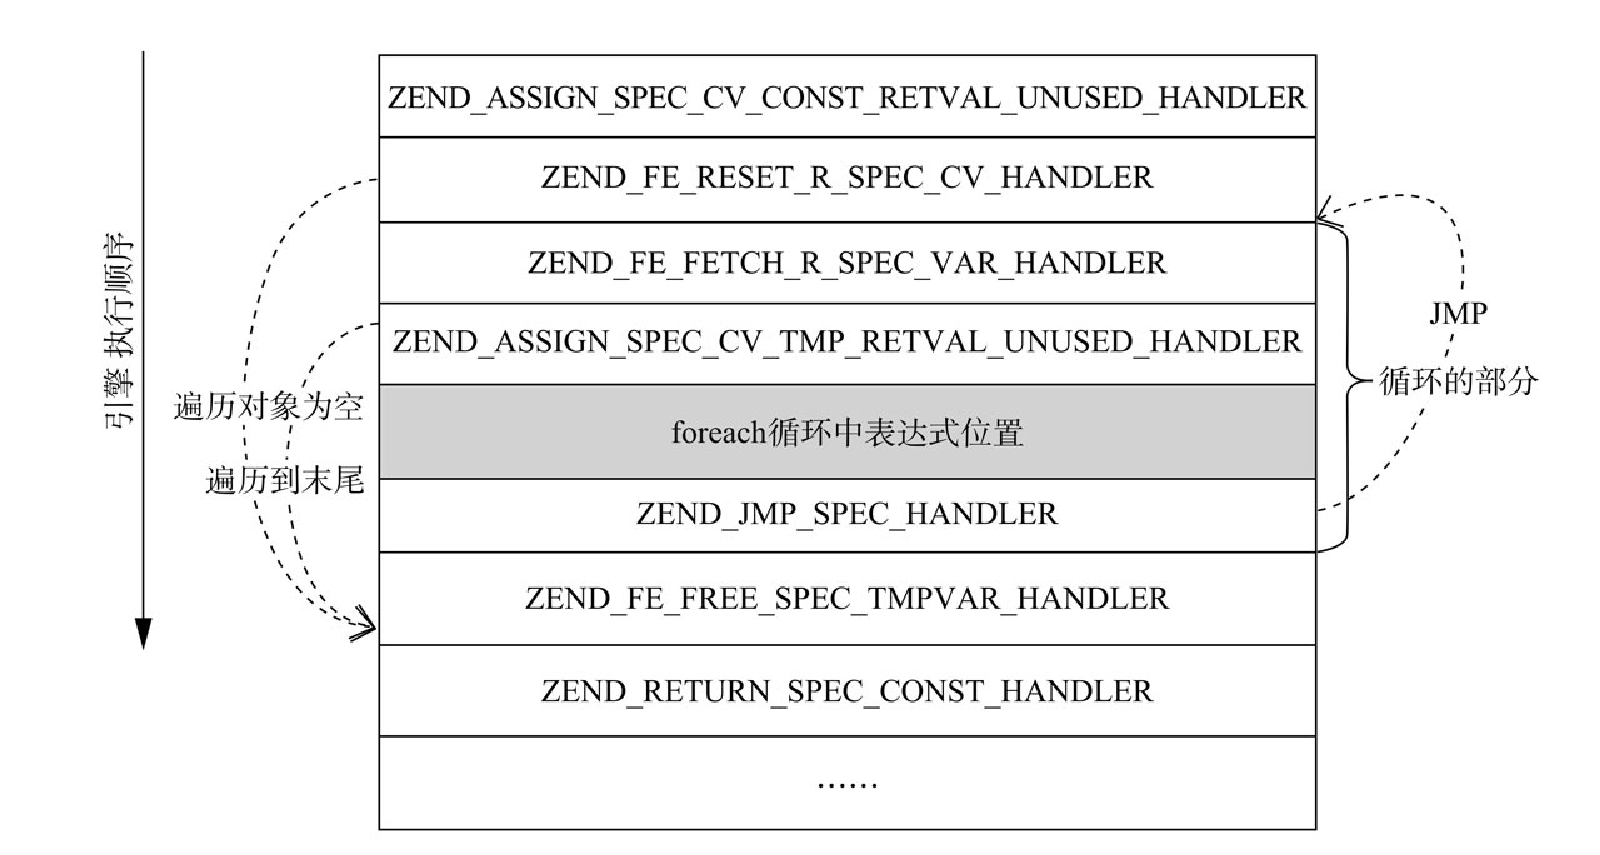 ZEND_ASSIGN_SPEC_CV_CONST_RETVAL_UNUSED_HANDLER
ZEND_FE_RESET_R_SPEC_CV_HANDLER
ZEND_FE_FETCH_R_SPEC_VAR_HANDLER
ZEND_ASSIGN_SPEC_CV_TMP_RETVAL_UNUSED_HANDLER
foreach循环中表达式位置
ZEND_JMP_SPEC_HANDLER
ZEND_FE_FREE_SPEC_TMPVAR_HANDLER
ZEND_RETURN_SPEC_CONST_HANDLER
……
引擎 执行顺序
遍历对象为空
遍历到末尾
JMP
循环的部分